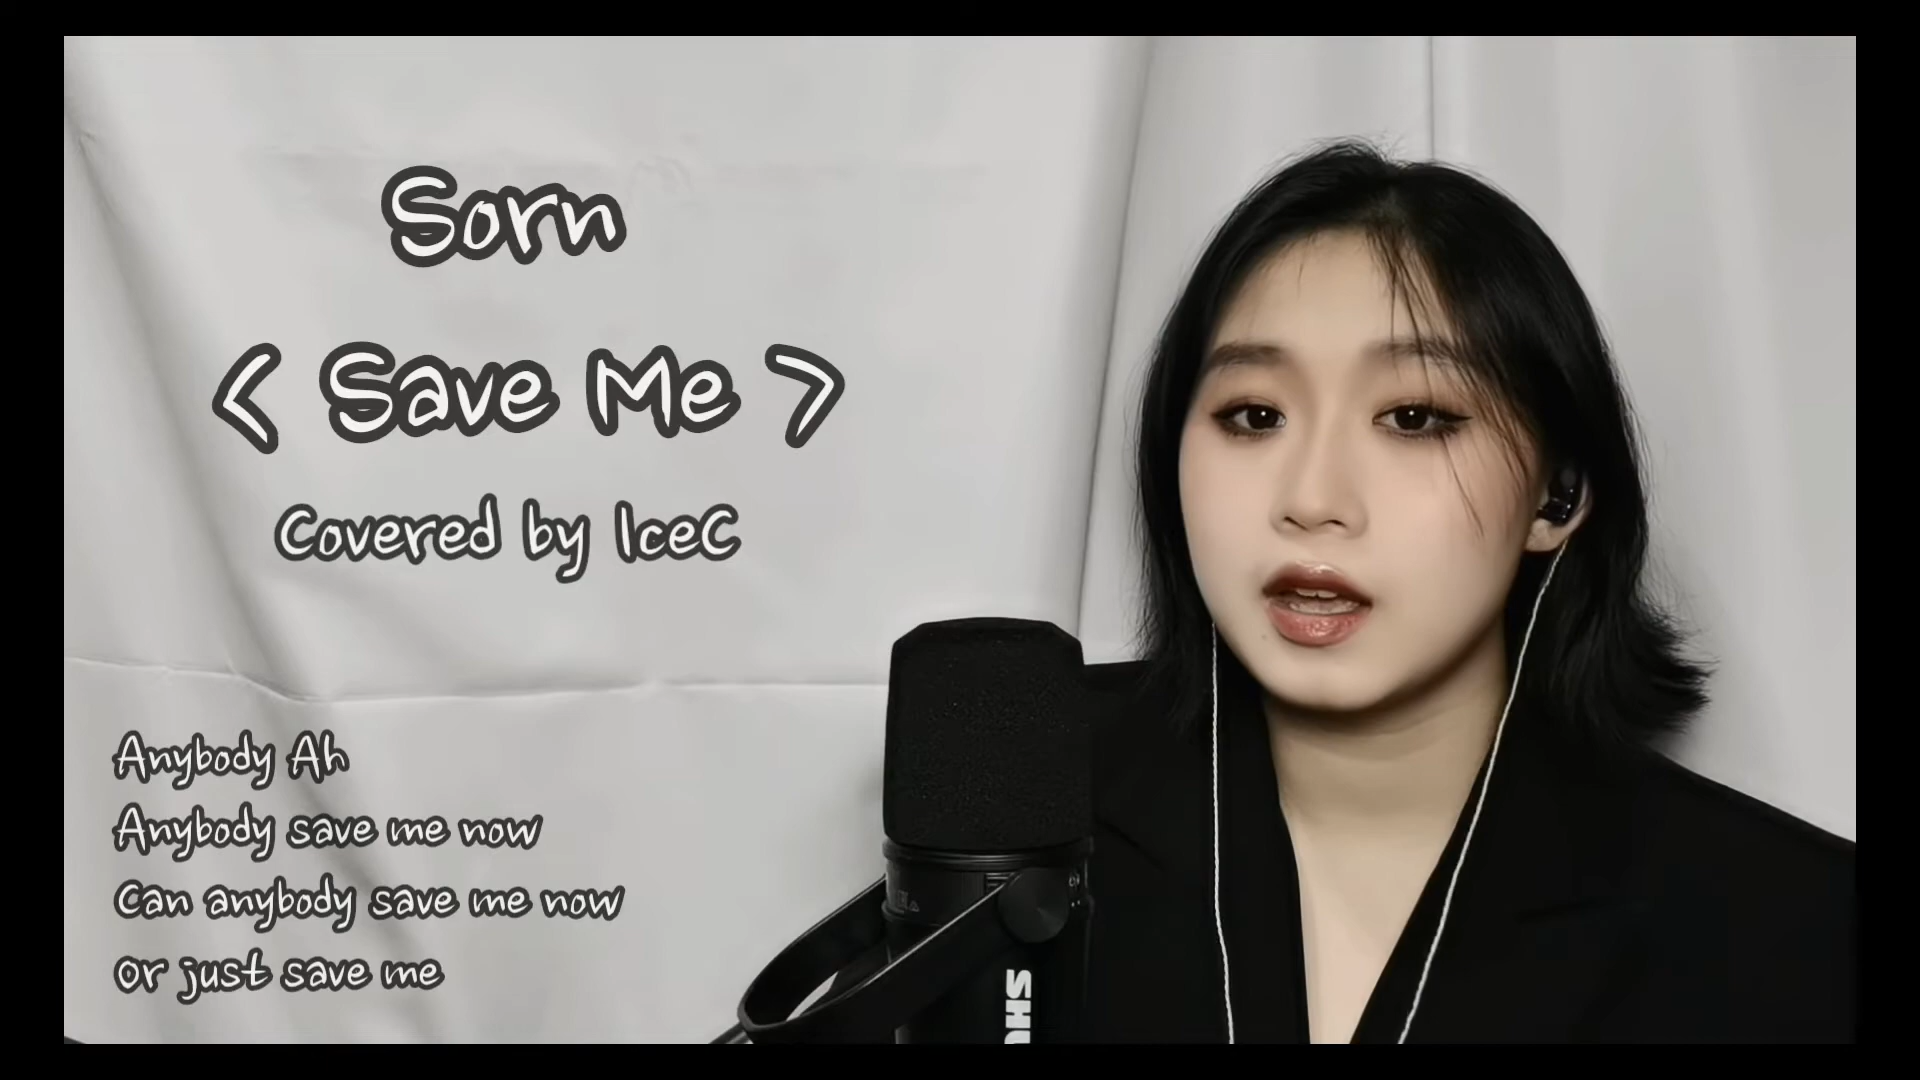 Sorn
< Save Me >
Covered by IceC
Anybody Ah
Anybody save me now
Can anybody save me now
Or just save me